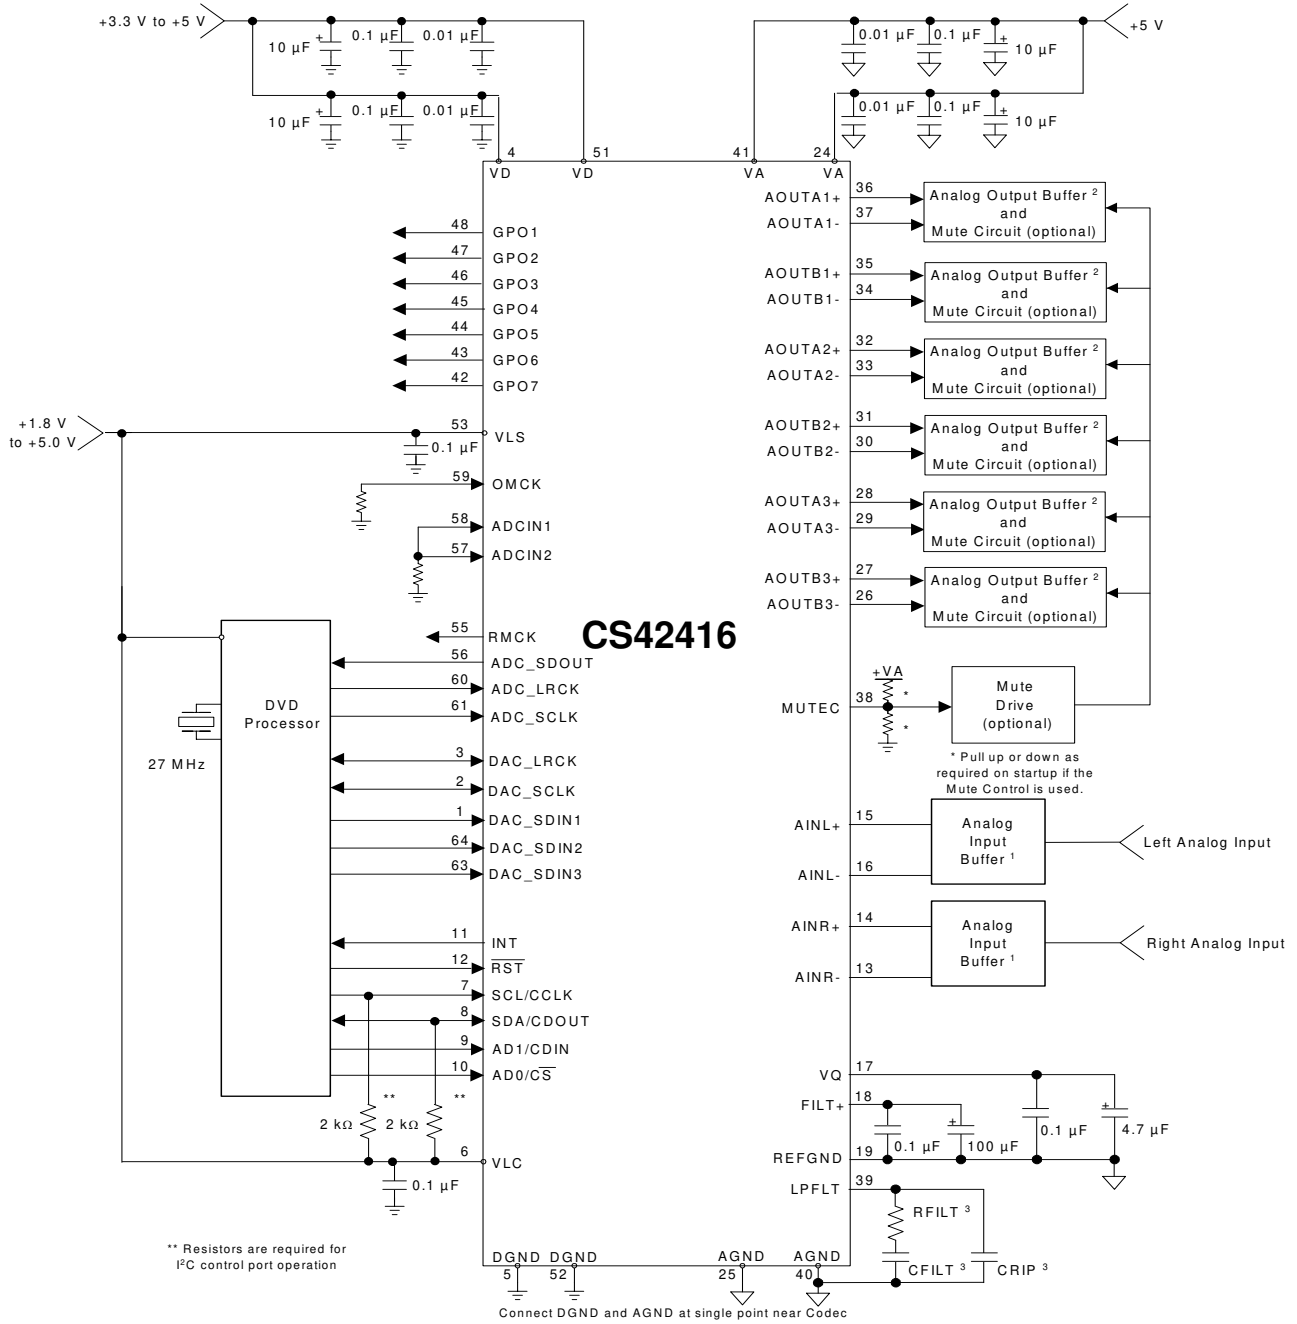 +3.3 V to +5 V
10 µF
+
0.1 µF
0.01 µF
0.01 µF
0.1 µF
+
10 µF
+5 V
10 µF
+
0.1 µF
0.01 µF
0.01 µF
0.1 µF
+
10 µF
4
51
41
24
VD
VD
VA
VA
48
GPO1
47
GPO2
46
GPO3
45
GPO4
44
GPO5
43
GPO6
42
GPO7
+1.8 V
to +5.0 V
53
VLS
0.1 µF
59
OMCK
58
ADCIN1
57
ADCIN2
CS42416
55
RMCK
56
ADC_SDOUT
60
ADC_LRCK
61
ADC_SCLK
DVD
Processor
27 MHz
3
DAC_LRCK
2
DAC_SCLK
1
DAC_SDIN1
64
DAC_SDIN2
63
DAC_SDIN3
11
INT
12
RST
7
SCL/CCLK
8
SDA/CDOUT
9
AD1/CDIN
10
AD0/CS
**
**
2 kΩ
2 kΩ
6
VLC
0.1 µF
** Resistors are required for
I²C control port operation
AOUTA1+
36
AOUTA1-
37
Analog Output Buffer ²
and
Mute Circuit (optional)
AOUTB1+
35
AOUTB1-
34
Analog Output Buffer ²
and
Mute Circuit (optional)
AOUTA2+
32
AOUTA2-
33
Analog Output Buffer ²
and
Mute Circuit (optional)
AOUTB2+
31
AOUTB2-
30
Analog Output Buffer ²
and
Mute Circuit (optional)
AOUTA3+
28
AOUTA3-
29
Analog Output Buffer ²
and
Mute Circuit (optional)
AOUTB3+
27
AOUTB3-
26
Analog Output Buffer ²
and
Mute Circuit (optional)
+VA
*
*
MUTEC
38
Mute
Drive
(optional)
* Pull up or down as
required on startup if the
Mute Control is used.
AINL+
15
AINL-
16
Analog
Input
Buffer ¹
Left Analog Input
AINR+
14
AINR-
13
Analog
Input
Buffer ¹
Right Analog Input
VQ
17
FILT+
18
0.1 µF
+
100 µF
0.1 µF
+
4.7 µF
REFGND
19
LPFLT
39
RFILT ³
CFILT ³
CRIP ³
DGND
DGND
AGND
AGND
5
52
25
40
Connect DGND and AGND at single point near Codec